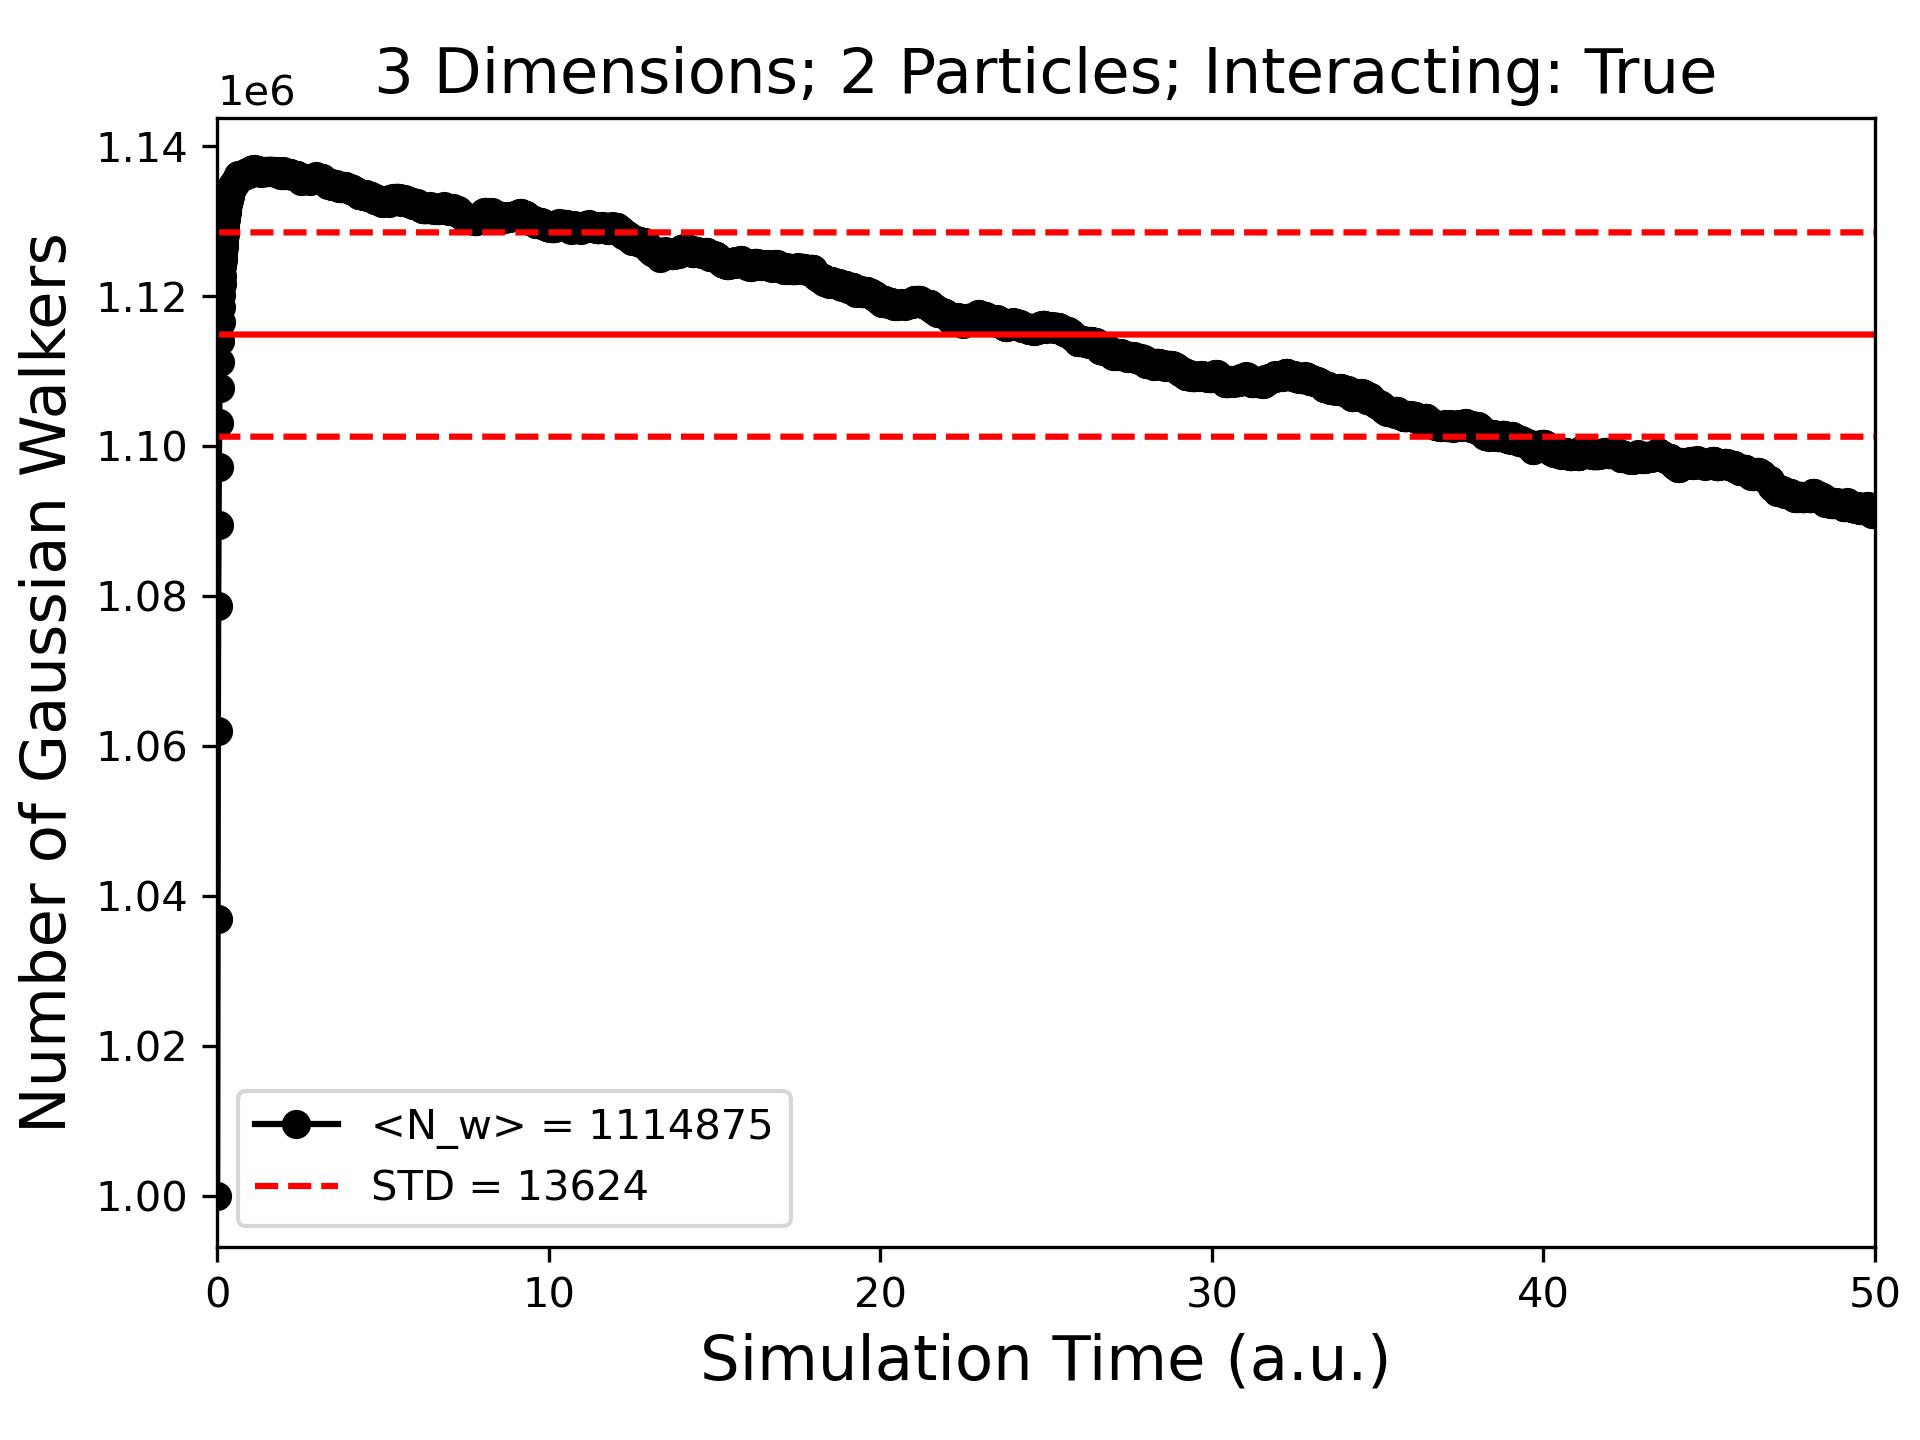 3 Dimensions; 2 Particles; Interacting: True
1e6
1.14
1.12
1.10
1.08
1.06
1.04
1.02
1.00
Number of Gaussian Walkers
<N_w> = 1114875
STD = 13624
0 10 20 30 40 50
Simulation Time (a.u.)